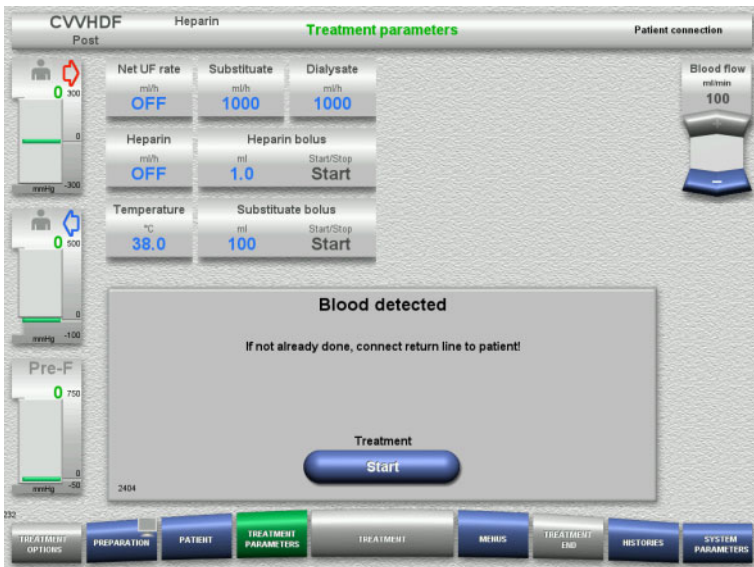 CVVHDF
Post
Heparin
Treatment parameters
Patient connection
0 300
0
mmHg -300
Net UF rate
ml/h
OFF
Substituate
ml/h
1000
Dialysate
ml/h
1000
Blood flow
ml/min
100
Heparin
ml/h
OFF
Heparin bolus
ml Start/Stop
1.0 Start
0 500
0
mmHg -100
Temperature
°C
38.0
Substituate bolus
ml Start/Stop
100 Start
Pre-F
0 750
0
mmHg -50
Blood detected
If not already done, connect return line to patient!
Treatment
Start
2404
232
TREATMENT
OPTIONS
PREPARATION
PATIENT
TREATMENT
PARAMETERS
TREATMENT
MENUS
TREATMENT
END
HISTORIES
SYSTEM
PARAMETERS